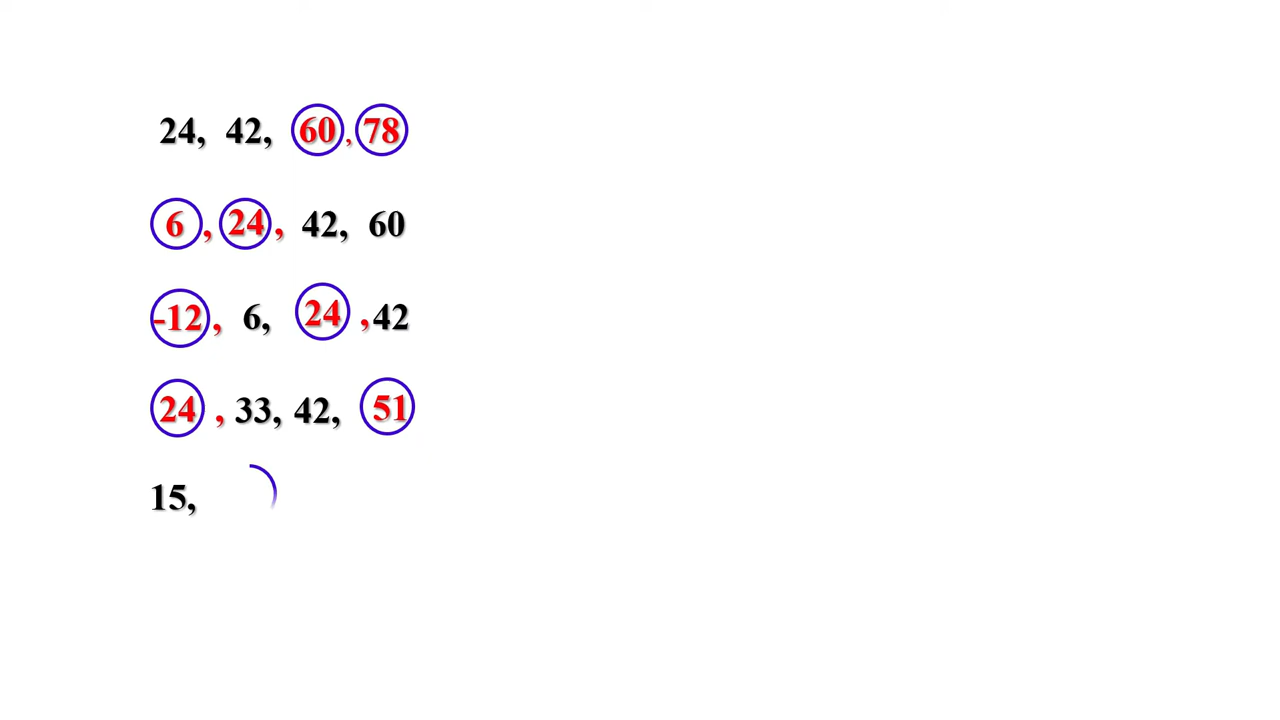 24, 42, 60, 78
6, 24, 42, 60
-12, 6, 24, 42
24, 33, 42, 51
15,